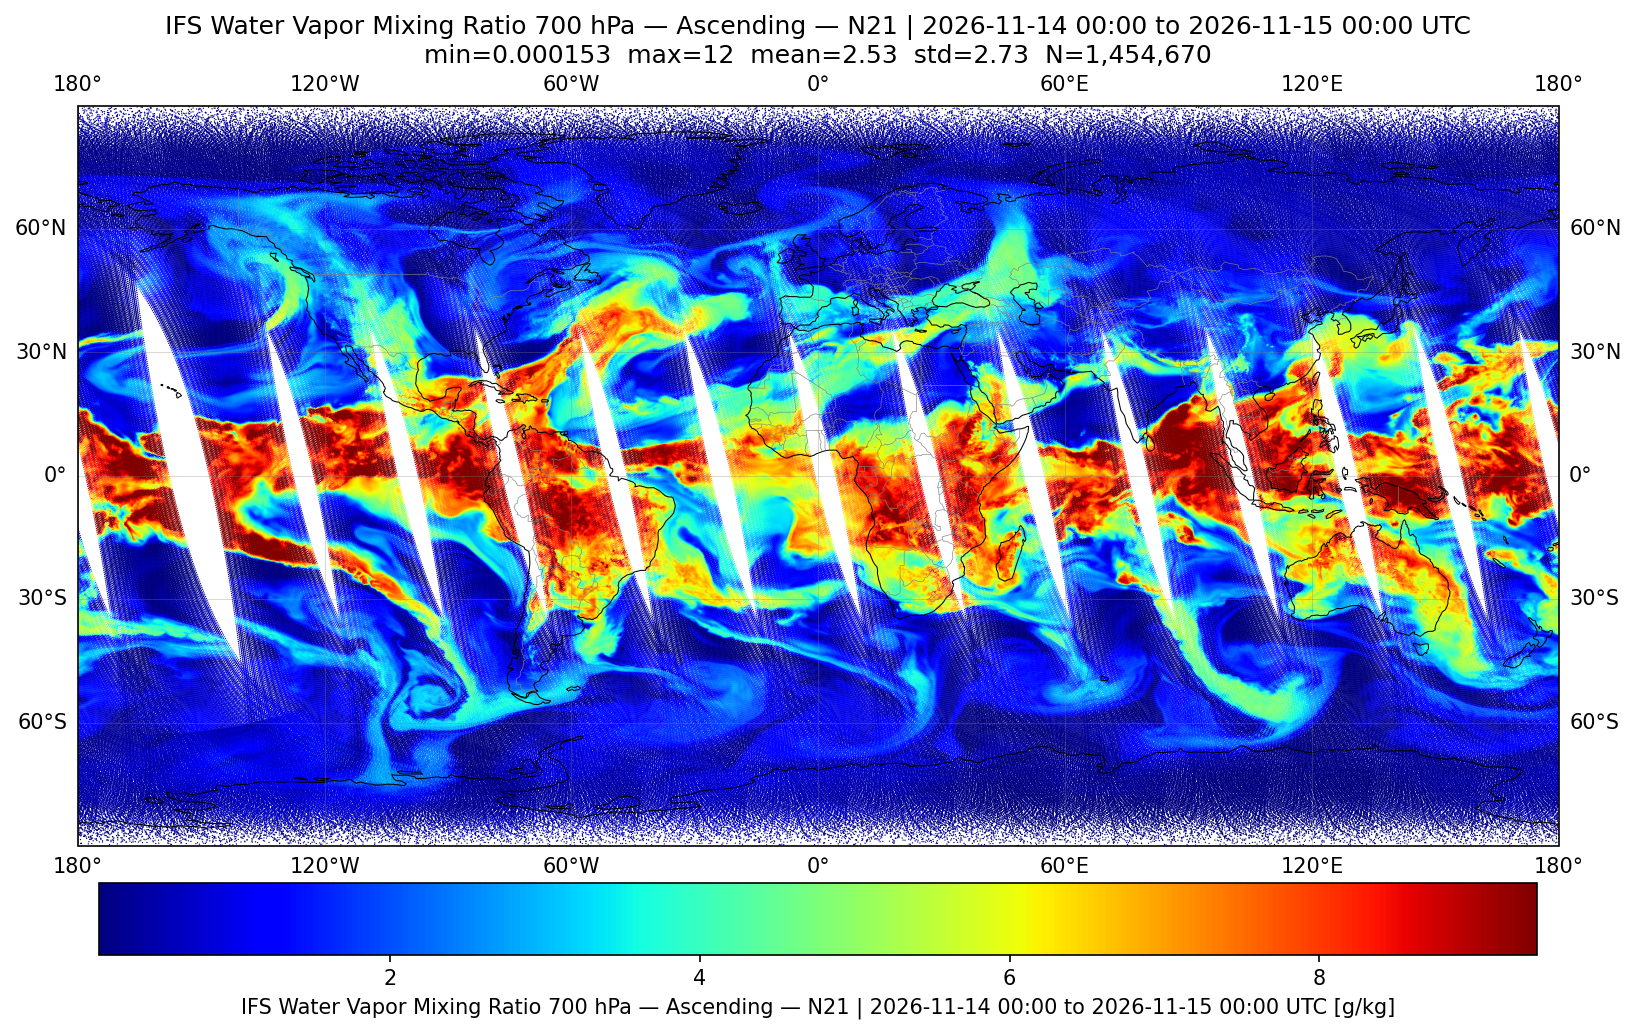 IFS Water Vapor Mixing Ratio 700 hPa — Ascending — N21 | 2026-11-14 00:00 to 2026-11-15 00:00 UTC
min=0.000153  max=12  mean=2.53  std=2.73  N=1,454,670
180° 120°W 60°W 0° 60°E 120°E 180°
60°N 60°N
30°N 30°N
0° 0°
30°S 30°S
60°S 60°S
180° 120°W 60°W 0° 60°E 120°E 180°
2 4 6 8
IFS Water Vapor Mixing Ratio 700 hPa — Ascending — N21 | 2026-11-14 00:00 to 2026-11-15 00:00 UTC [g/kg]